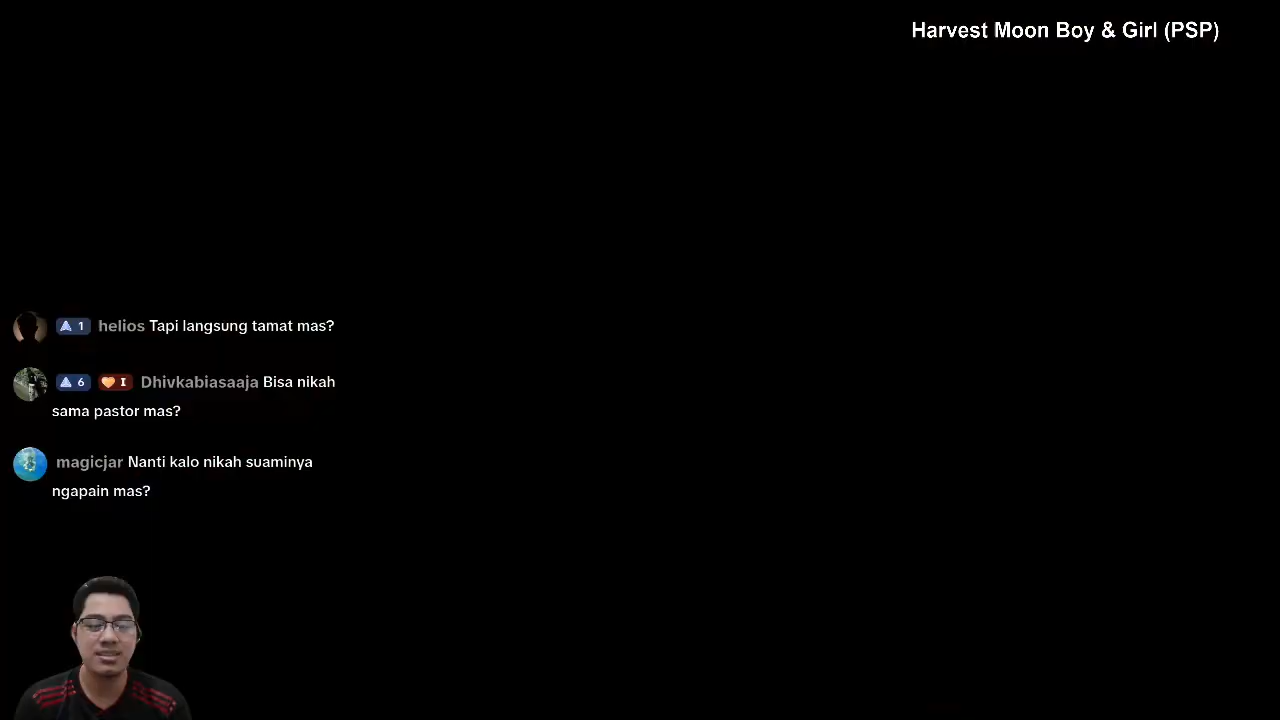 Harvest Moon Boy & Girl (PSP)
1 helios Tapi langsung tamat mas?
6 I Dhivkabiasaaja Bisa nikah
sama pastor mas?
magicjar Nanti kalo nikah suaminya
ngapain mas?